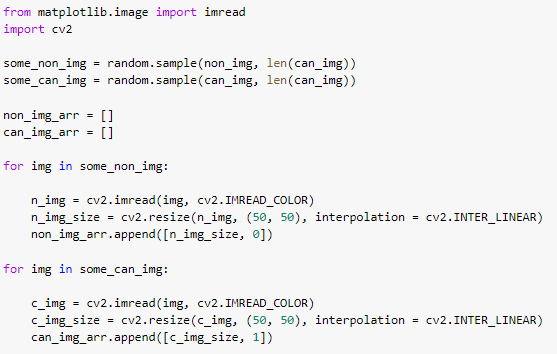 from matplotlib.image import imread
import cv2
some_non_img = random.sample(non_img, len(can_img))
some_can_img = random.sample(can_img, len(can_img))
non_img_arr = []
can_img_arr = []
for img in some_non_img:
n_img = cv2.imread(img, cv2.IMREAD_COLOR)
n_img_size = cv2.resize(n_img, (50, 50), interpolation = cv2.INTER_LINEAR)
non_img_arr.append([n_img_size, 0])
for img in some_can_img:
c_img = cv2.imread(img, cv2.IMREAD_COLOR)
c_img_size = cv2.resize(c_img, (50, 50), interpolation = cv2.INTER_LINEAR)
can_img_arr.append([c_img_size, 1])